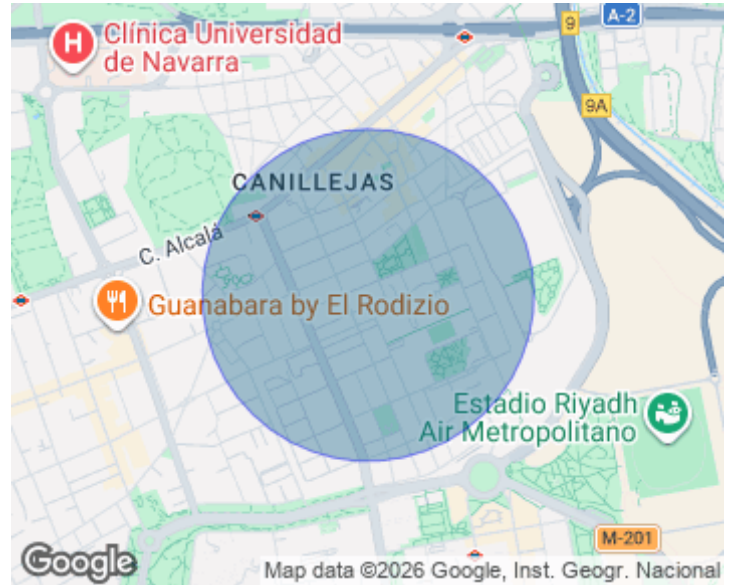 9
A-2
H
Clínica Universidad
de Navarra
9A
CANILLEJAS
C. Alcalá
Guanabara by El Rodizio
Estadio Riyadh
Air Metropolitano
M-201
Google
Map data ©2026 Google, Inst. Geogr. Nacional